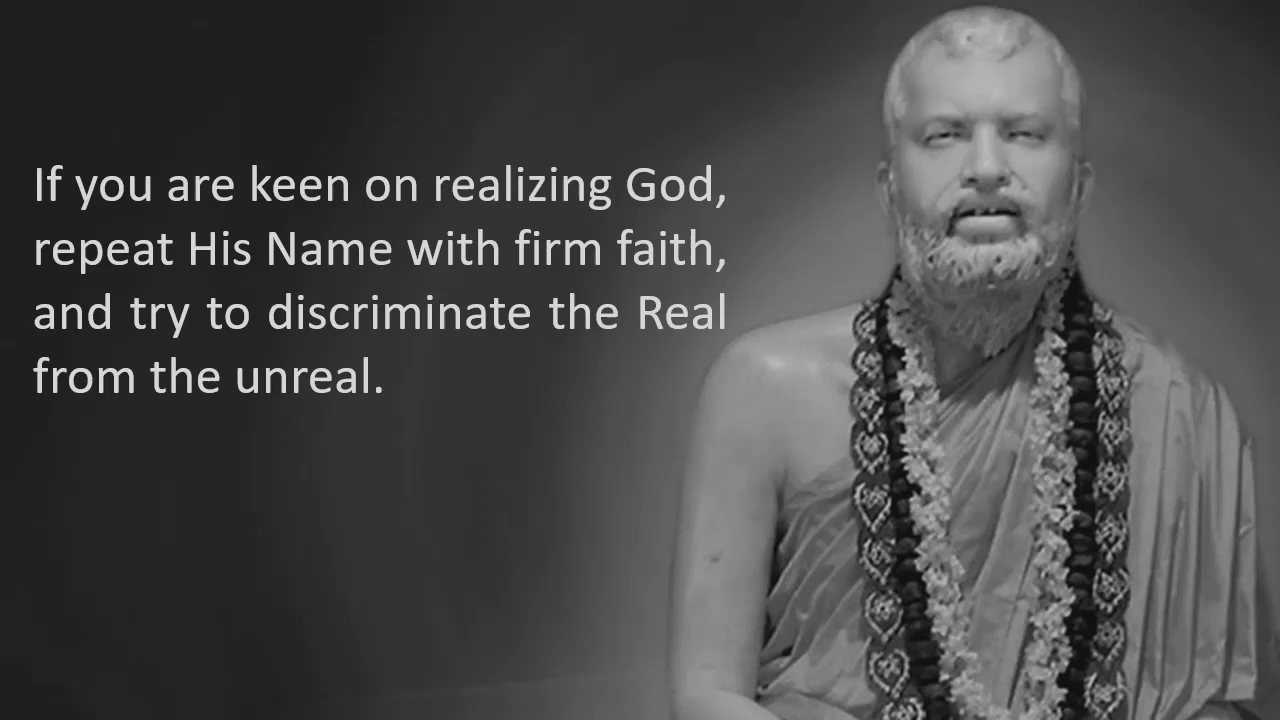 If you are keen on realizing God,
repeat His Name with firm faith,
and try to discriminate the Real
from the unreal.